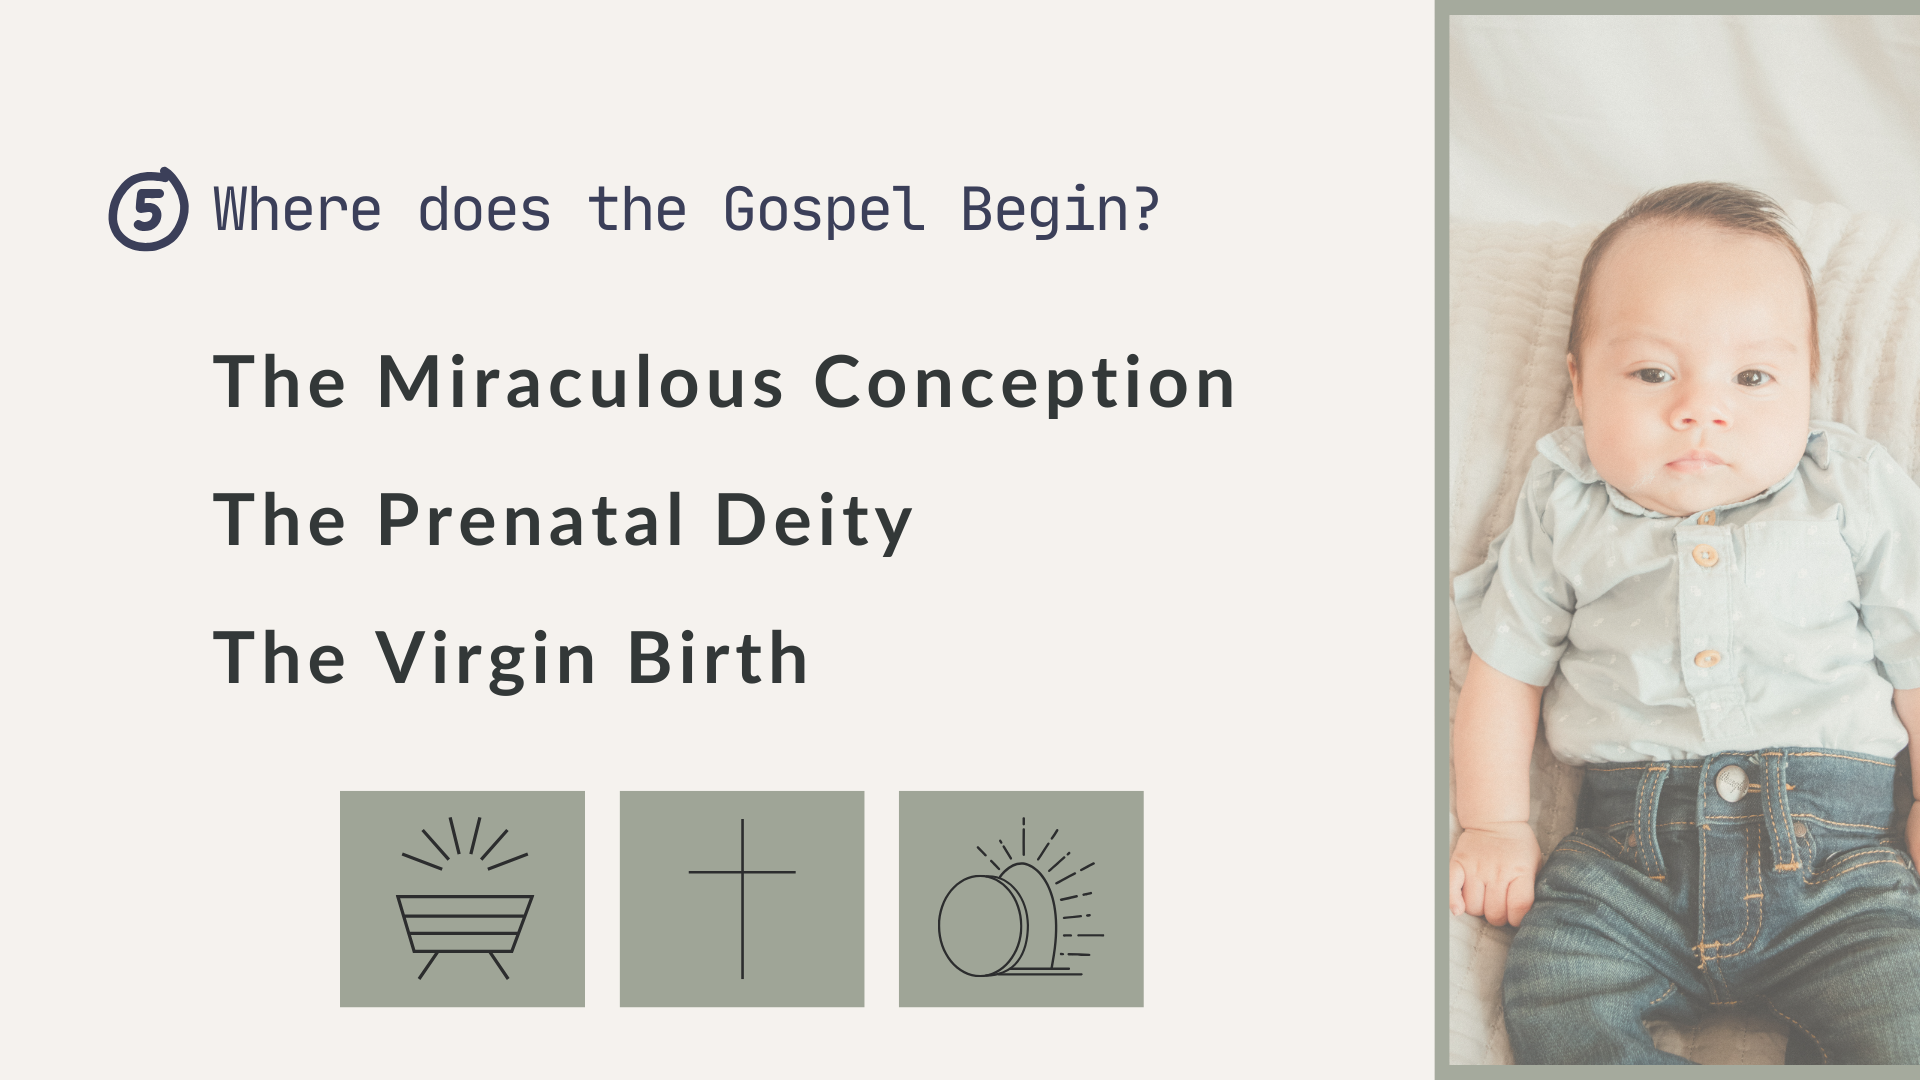 5 Where does the Gospel Begin?
The Miraculous Conception
The Prenatal Deity
The Virgin Birth